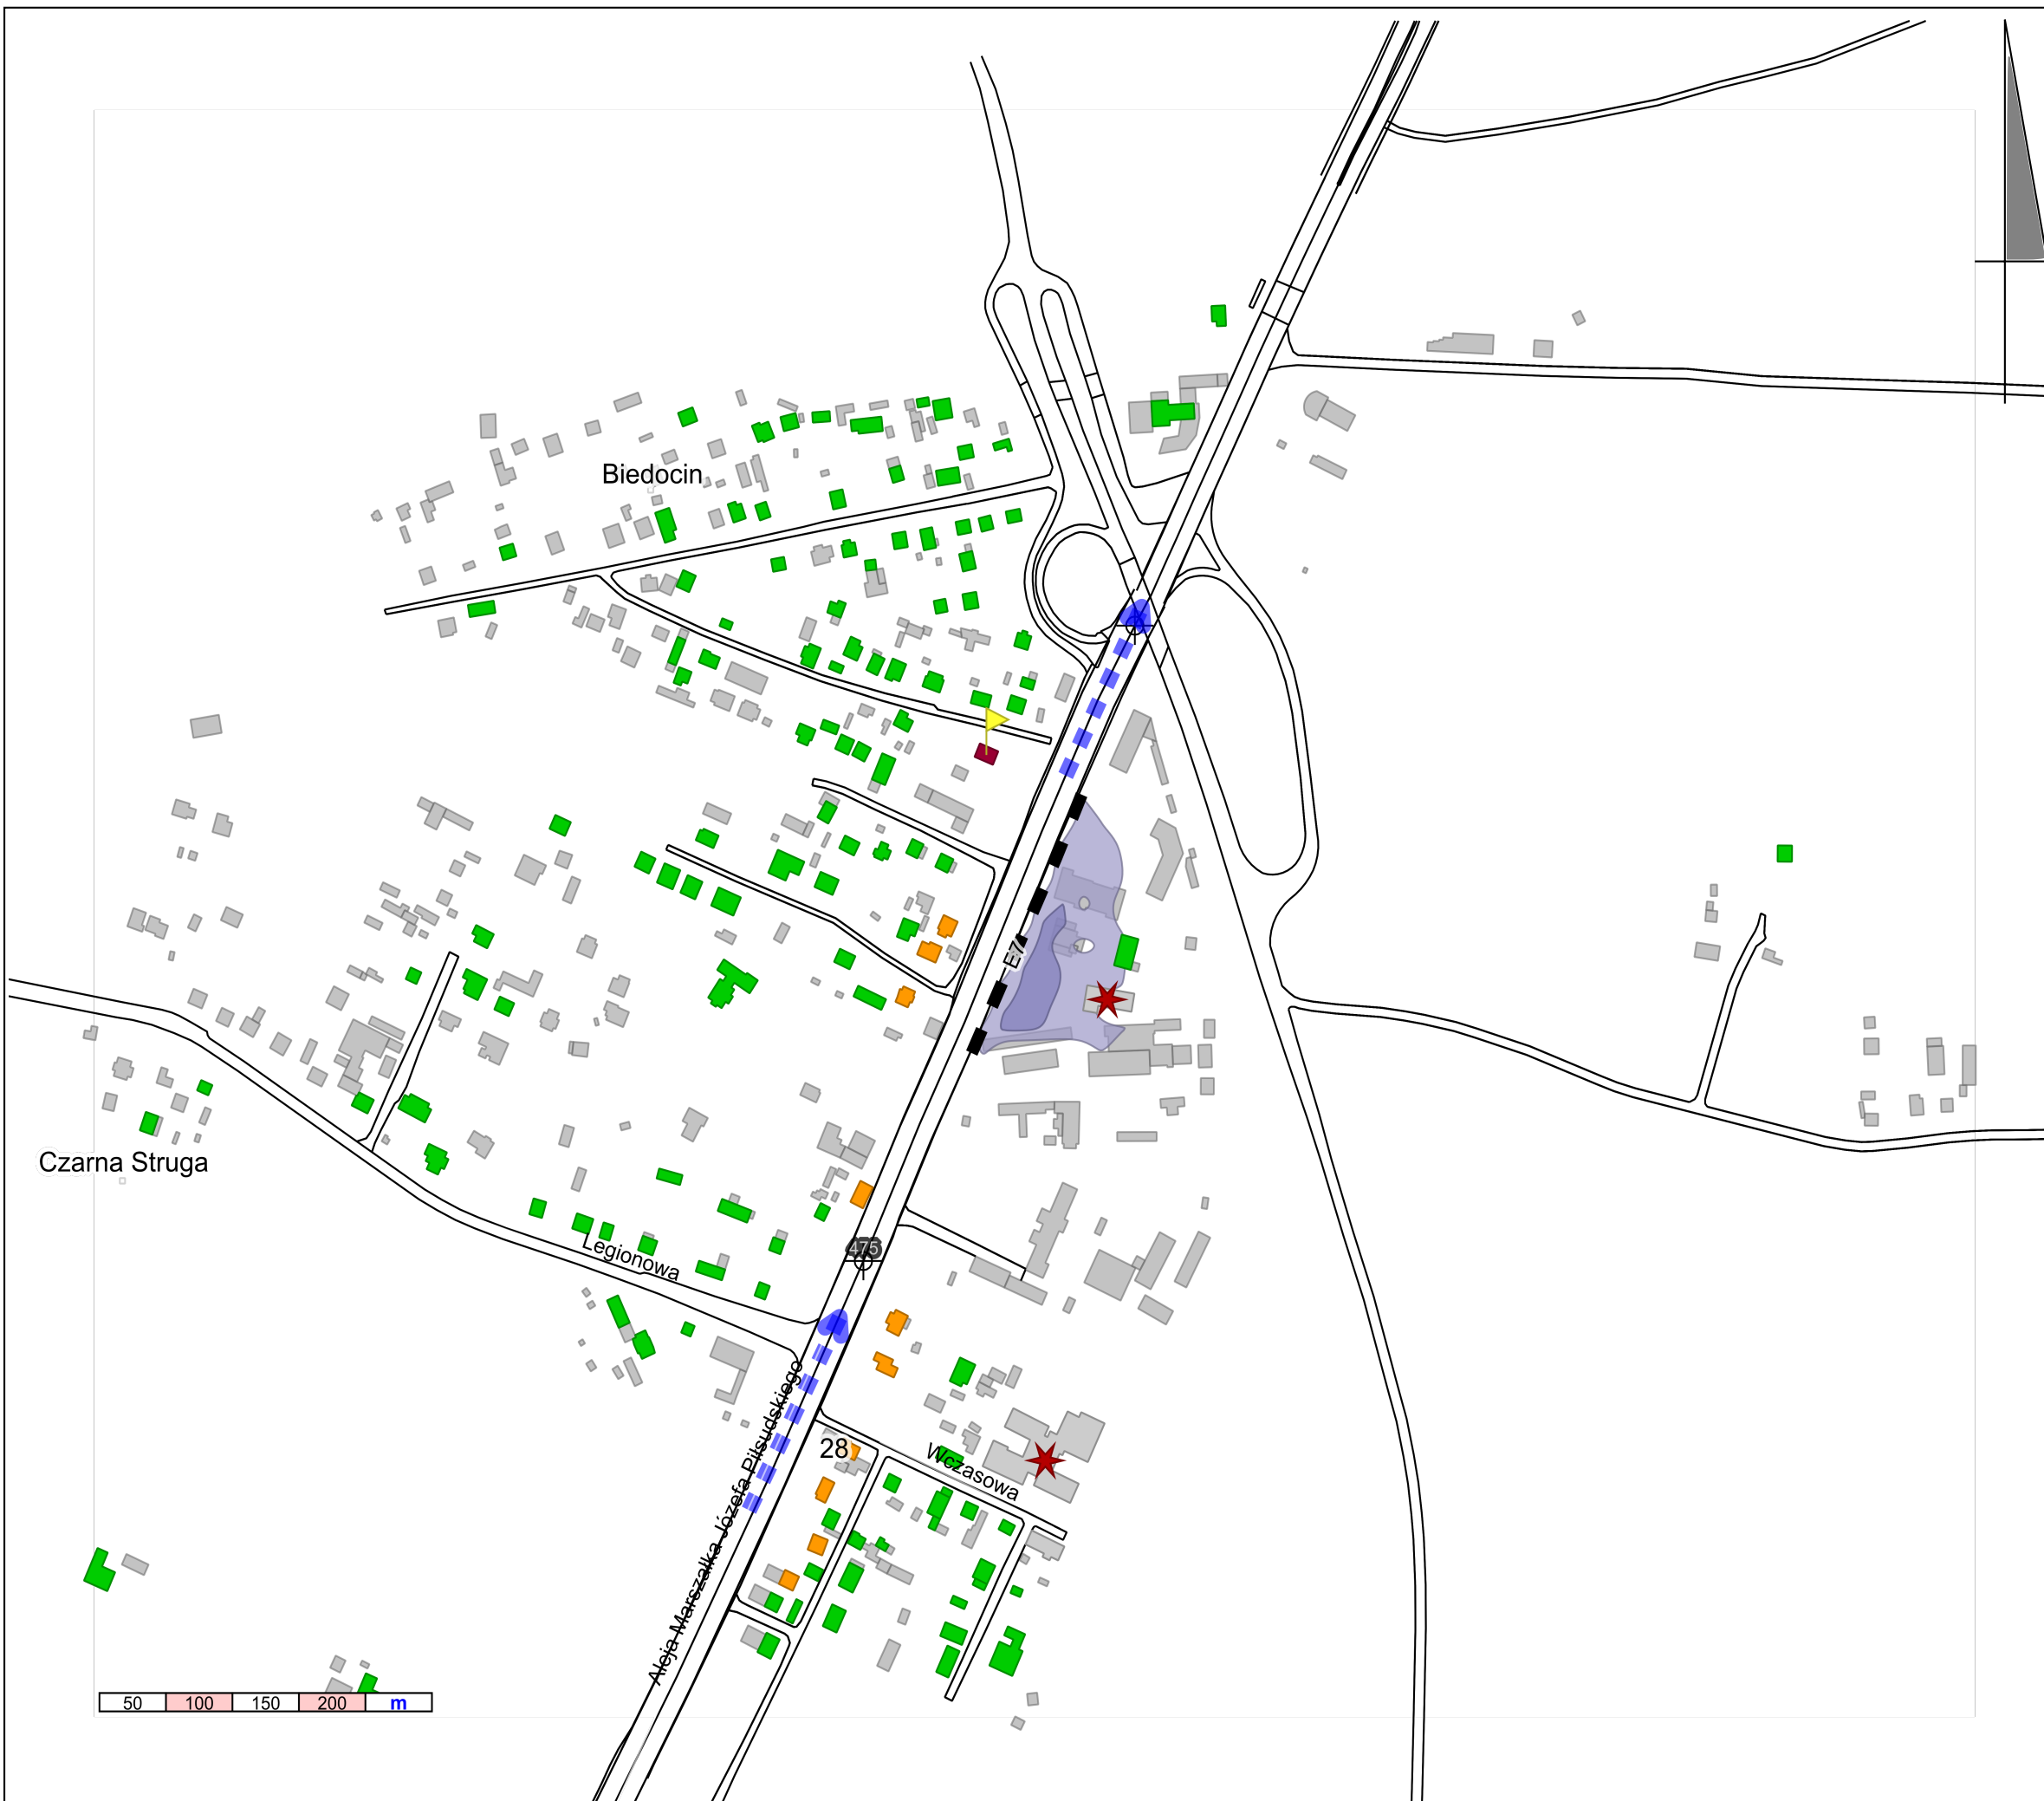 Biedocin
E7
Czarna Struga
Legionowa
475
Aleja Marszałka Józefa Piłsudskiego
28
Wczasowa
50 100 150 200 m